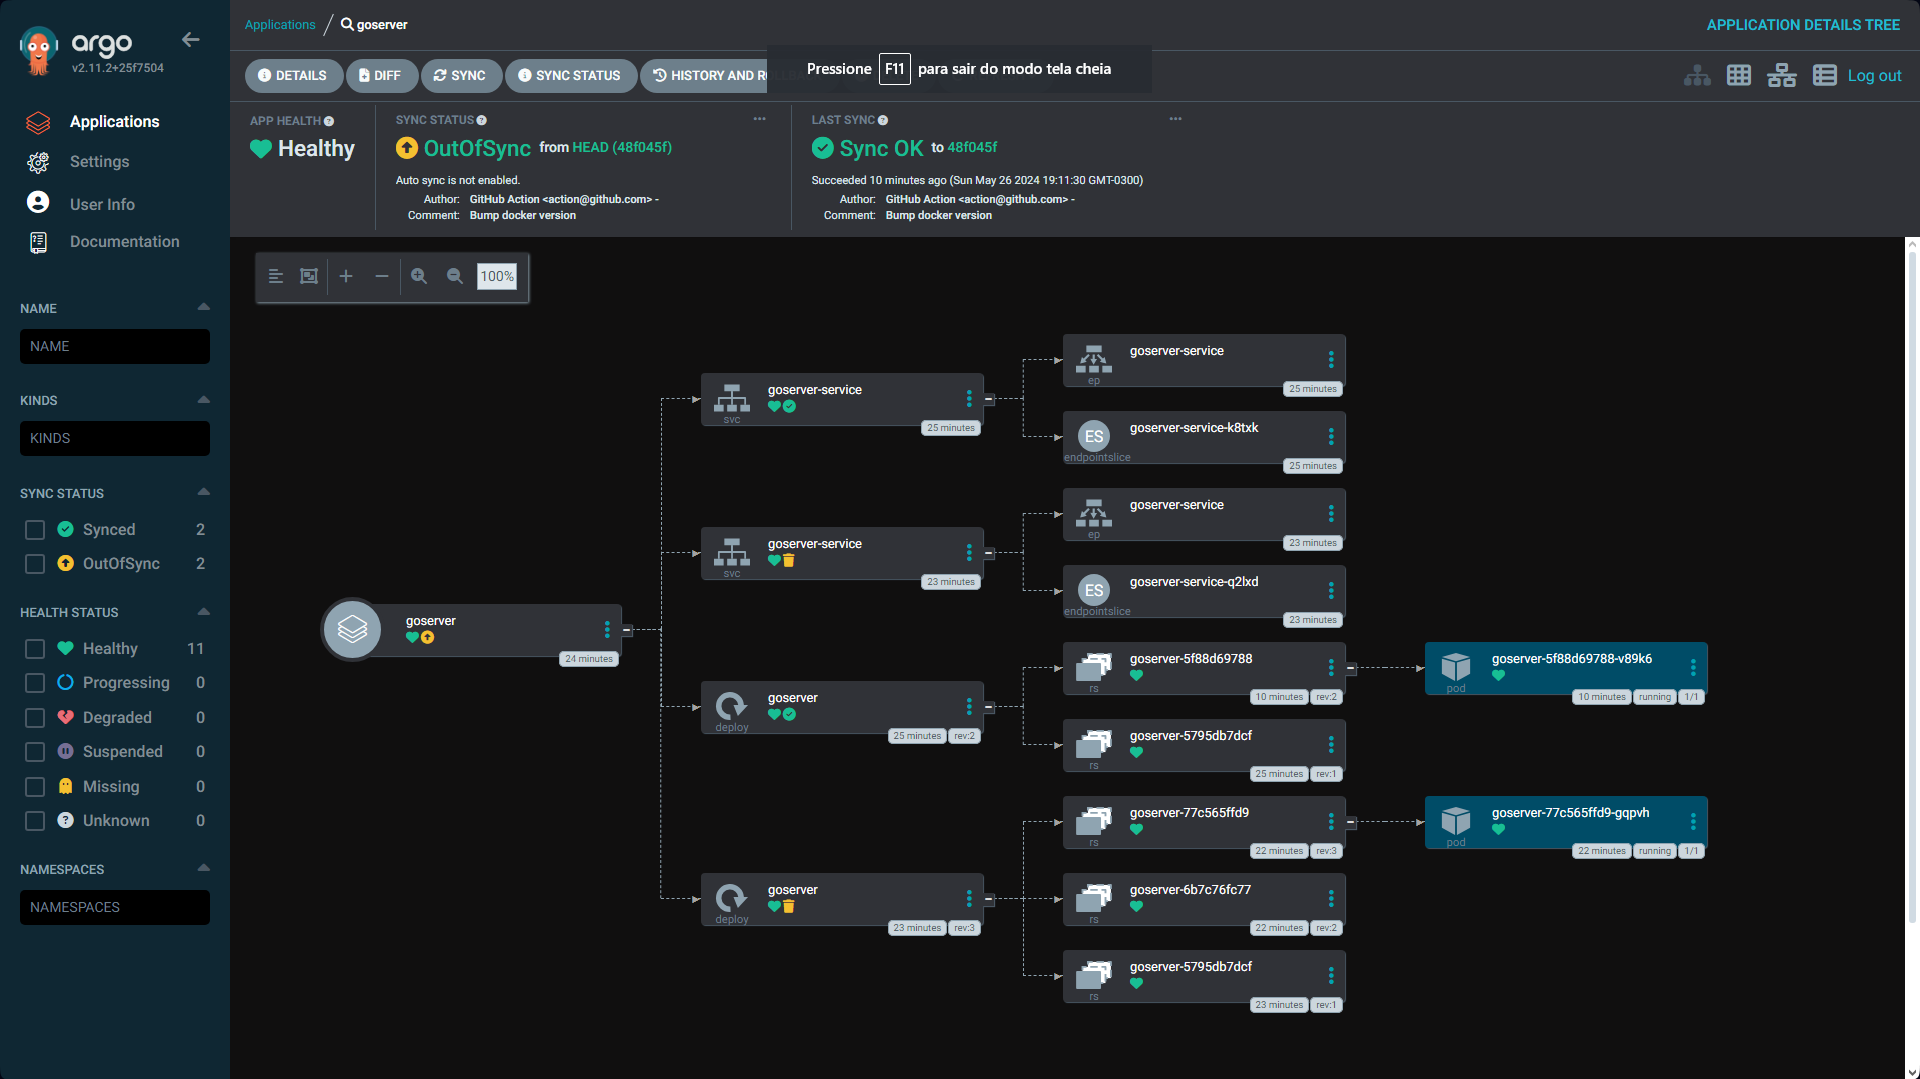 argo
v2.11.2+25f7504
Applications
Settings
User Info
Documentation
NAME
NAME
KINDS
KINDS
SYNC STATUS
Synced 2
OutOfSync 2
HEALTH STATUS
Healthy 11
Progressing 0
Degraded 0
Suspended 0
Missing 0
Unknown 0
NAMESPACES
NAMESPACES
Applications / goserver
APPLICATION DETAILS TREE
DETAILS DIFF SYNC SYNC STATUS HISTORY AND
Pressione F11 para sair do modo tela cheia
Log out
APP HEALTH
Healthy
SYNC STATUS
OutOfSync from HEAD (48f045f)
Auto sync is not enabled.
Author: GitHub Action <action@github.com> -
Comment: Bump docker version
LAST SYNC
Sync OK to 48f045f
Succeeded 10 minutes ago (Sun May 26 2024 19:11:30 GMT-0300)
Author: GitHub Action <action@github.com> -
Comment: Bump docker version
100%
goserver
24 minutes
goserver-service
svc
25 minutes
goserver-service
svc
23 minutes
goserver
deploy
25 minutes rev:2
goserver
deploy
23 minutes rev:3
goserver-service
ep
25 minutes
ES
goserver-service-k8txk
endpointslice
25 minutes
goserver-service
ep
23 minutes
ES
goserver-service-q2lxd
endpointslice
23 minutes
goserver-5f88d69788
rs
10 minutes rev:2
goserver-5795db7dcf
rs
25 minutes rev:1
goserver-77c565ffd9
rs
22 minutes rev:3
goserver-6b7c76fc77
rs
22 minutes rev:2
goserver-5795db7dcf
rs
23 minutes rev:1
goserver-5f88d69788-v89k6
pod
10 minutes running 1/1
goserver-77c565ffd9-gqpvh
pod
22 minutes running 1/1